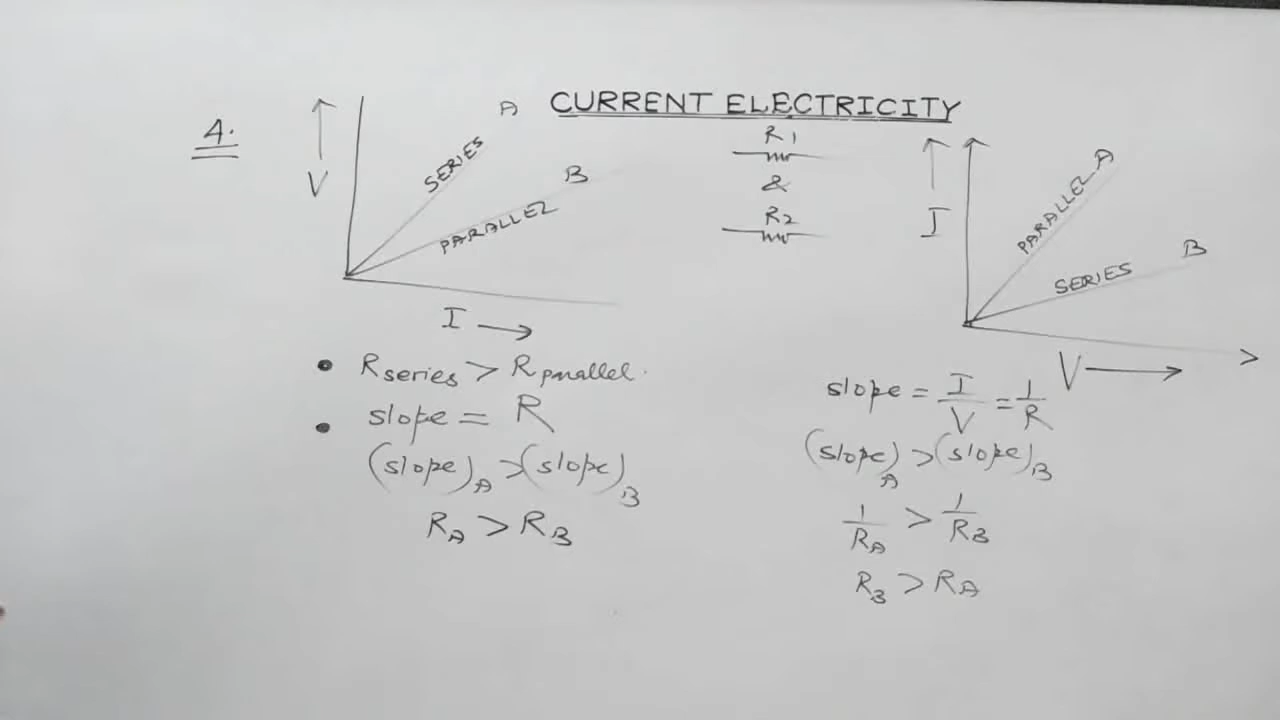 CURRENT ELECTRICITY
4.
V
A
SERIES
B
PARALLEL
I →
R1
&
R2
I
PARALLEL A
B
SERIES
V →
• Rseries > Rparallel.
• slope = R
(slope)A > (slope)B
RA > RB
slope = I/V = 1/R
(slope)A > (slope)B
1/RA > 1/RB
RB > RA